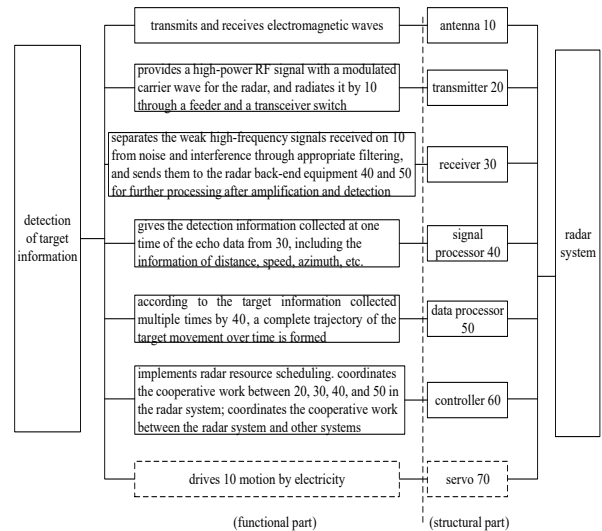 transmits and receives electromagnetic waves
antenna 10
provides a high-power RF signal with a modulated
carrier wave for the radar, and radiates it by 10
through a feeder and a transceiver switch
transmitter 20
separates the weak high-frequency signals received on 10
from noise and interference through appropriate filtering,
and sends them to the radar back-end equipment 40 and 50
for further processing after amplification and detection
receiver 30
detection
of target
information
gives the detection information collected at one
time of the echo data from 30, including the
information of distance, speed, azimuth, etc.
signal
processor 40
radar
system
according to the target information collected
multiple times by 40, a complete trajectory of the
target movement over time is formed
data processor
50
implements radar resource scheduling. coordinates
the cooperative work between 20, 30, 40, and 50 in
the radar system; coordinates the cooperative work
between the radar system and other systems
controller 60
drives 10 motion by electricity
servo 70
(functional part)
(structural part)